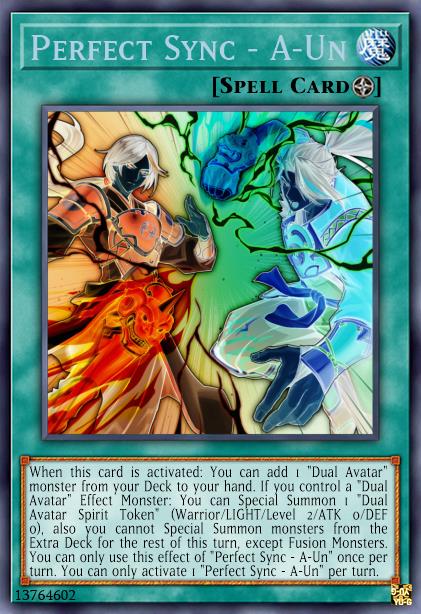 Perfect Sync - A-Un
魔
[Spell Card]
When this card is activated: You can add 1 "Dual Avatar"
monster from your Deck to your hand. If you control a "Dual
Avatar" Effect Monster: You can Special Summon 1 "Dual
Avatar Spirit Token" (Warrior/LIGHT/Level 2/ATK 0/DEF
0), also you cannot Special Summon monsters from the
Extra Deck for the rest of this turn, except Fusion Monsters.
You can only use this effect of "Perfect Sync - A-Un" once per
turn. You can only activate 1 "Perfect Sync - A-Un" per turn.
13764602